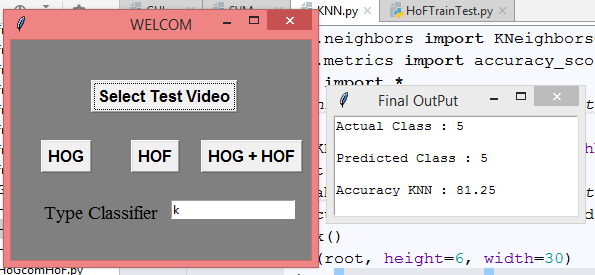 KNN.py
HoFTrainTest.py
WELCOM
.neighbors import KNeighbors
.metrics import accuracy_sco
import *
Select Test Video
Final OutPut
Actual Class : 5
Predicted Class : 5
Accuracy KNN : 81.25
HOG
HOF
HOG + HOF
Type Classifier
k
k()
(root, height=6, width=30)
HoGcomHoF.py